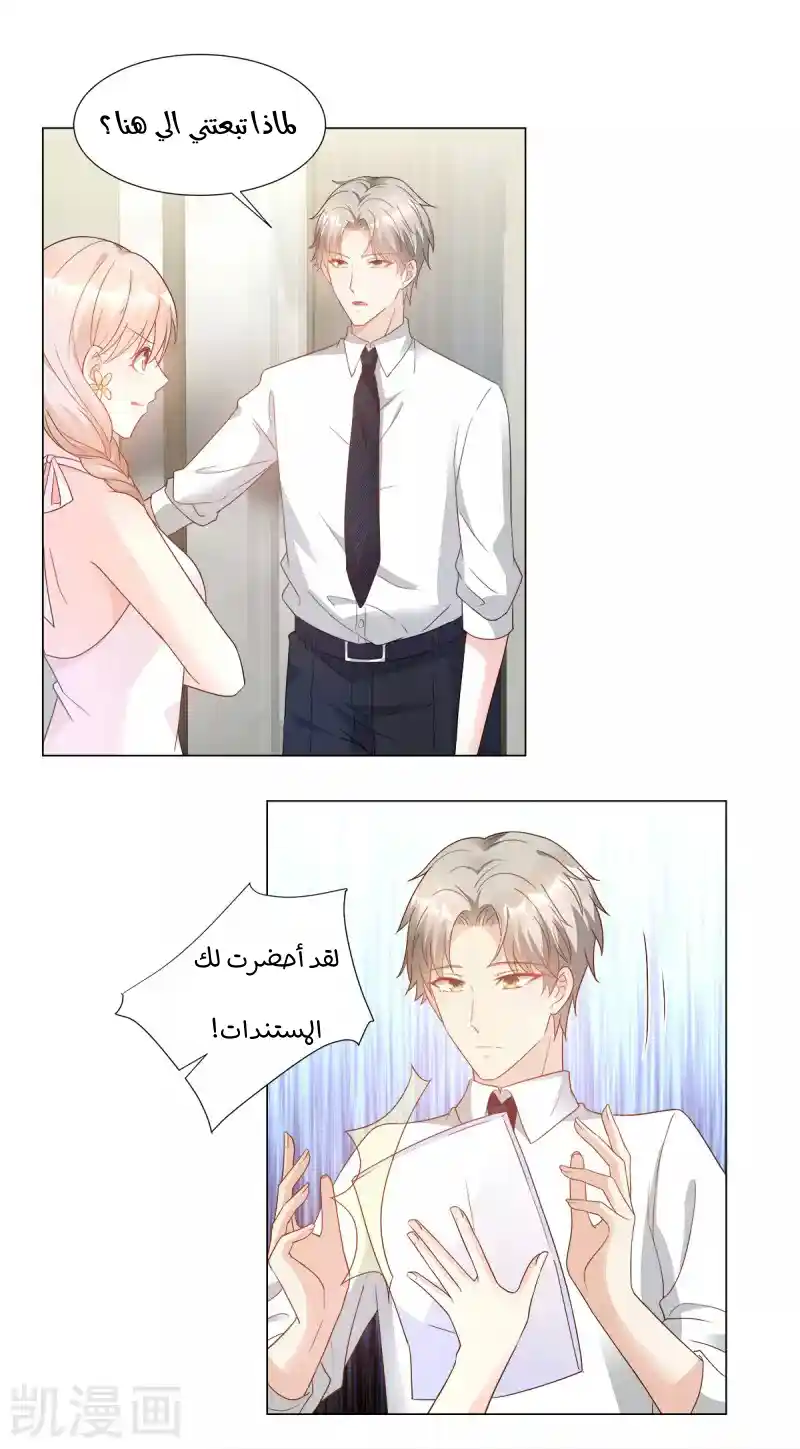 لماذا تبعتني الي هنا؟
لقد أحضرت لك
المستندات!
凯漫画